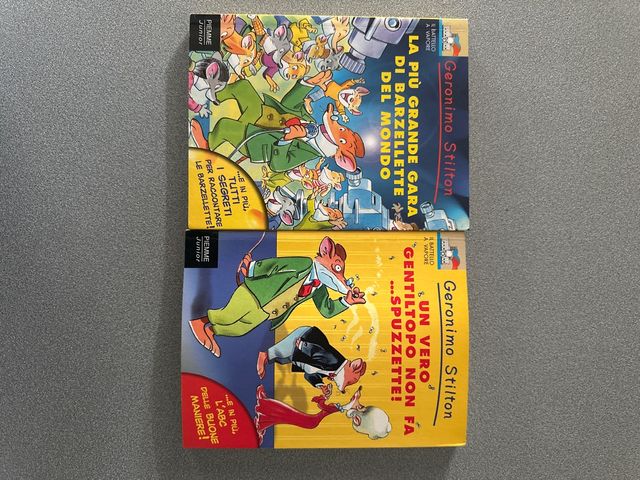 Geronimo Stilton
IL BATTELLO
A VAPORE
LA PIÙ GRANDE GARA
DI BARZELLETTE
DEL MONDO
...E IN PIÙ,
TUTTI
I SEGRETI
PER RACCONTARE
LE BARZELLETTE!
PIEMME
Junior
Geronimo Stilton
IL BATTELLO
A VAPORE
UN VERO
GENTILTOPO NON FA
...SPUZZETTE!
...E IN PIÙ,
L'ABC
DELLE BUONE
MANIERE!
PIEMME
Junior